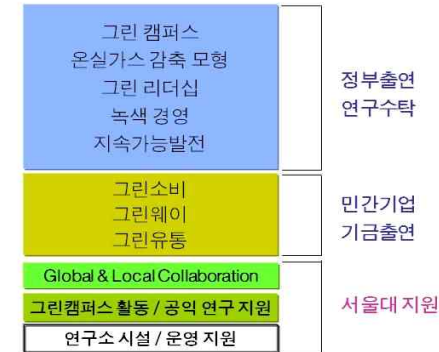 그린 캠퍼스
온실가스 감축 모형
그린 리더십
녹색 경영
지속가능발전
정부출연
연구수탁
그린소비
그린웨이
그린유통
민간기업
기금출연
Global & Local Collaboration
그린캠퍼스 활동 / 공익 연구 지원
연구소 시설 / 운영 지원
서울대 지원